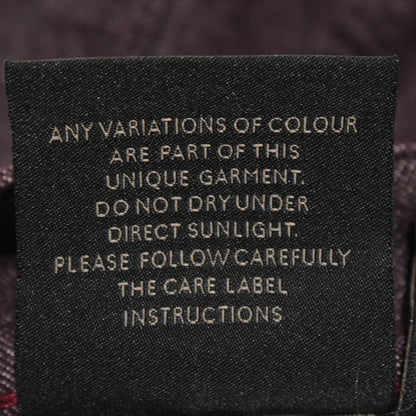 ANY VARIATIONS OF COLOUR
ARE PART OF THIS
UNIQUE GARMENT.
DO NOT DRY UNDER
DIRECT SUNLIGHT.
PLEASE FOLLOW CAREFULLY
THE CARE LABEL
INSTRUCTIONS